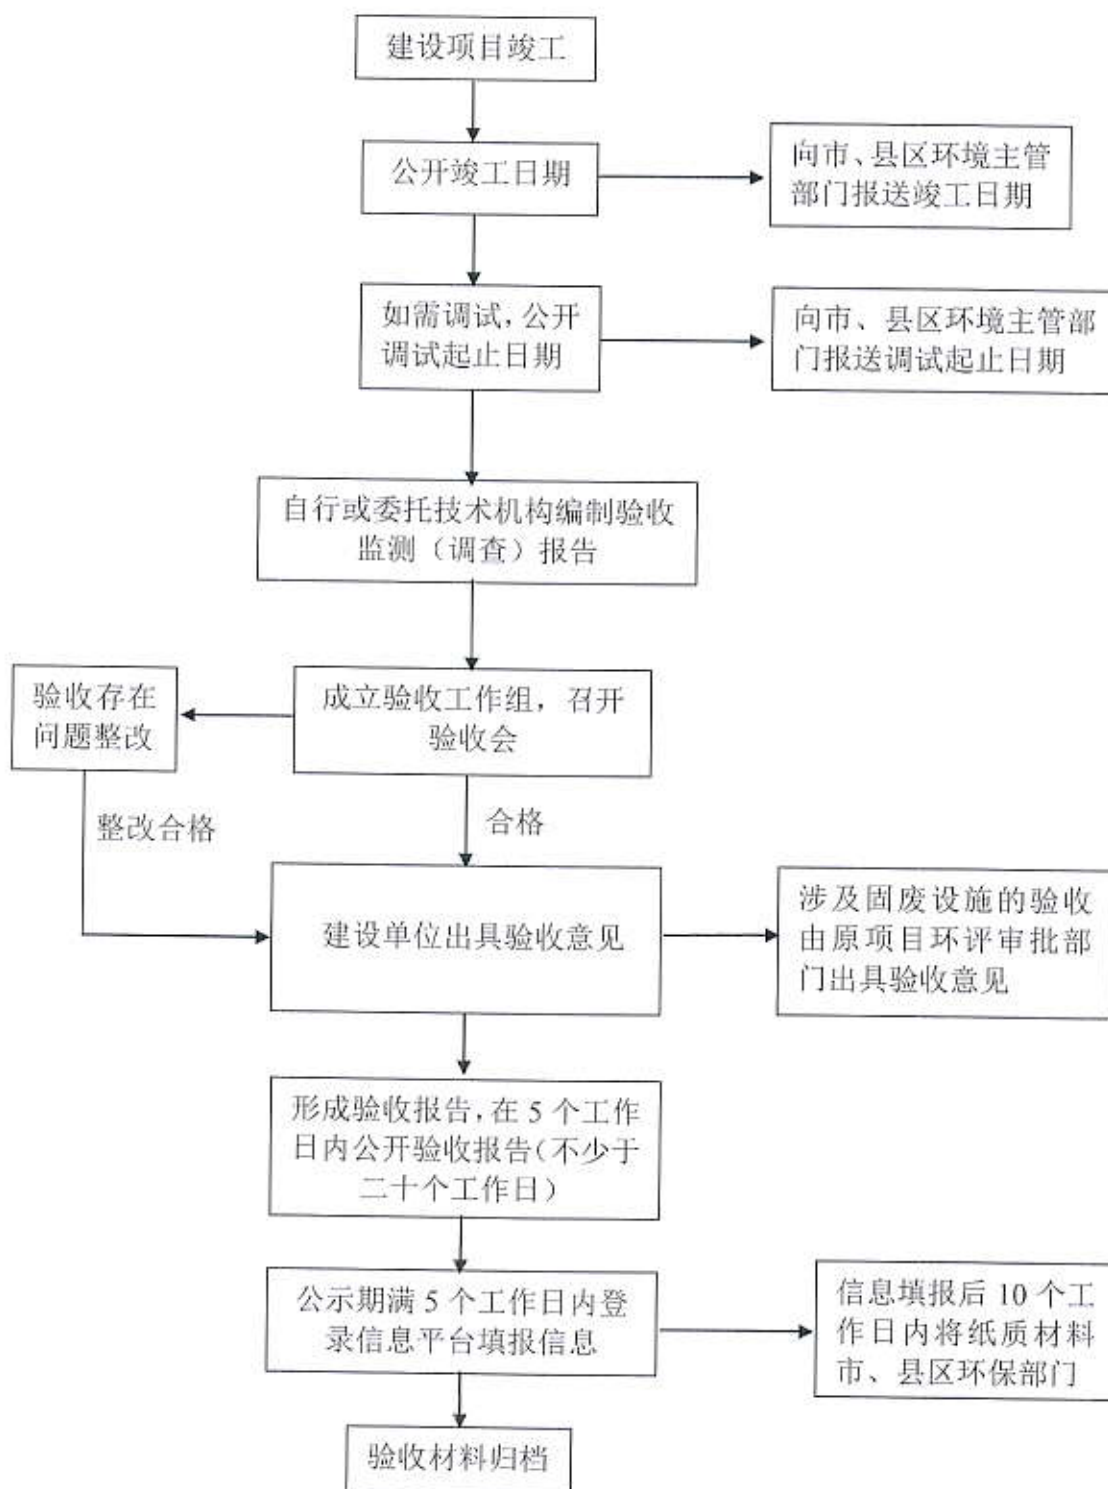 建设项目竣工
公开竣工日期
向市、县区环境主管
部门报送竣工日期
如需调试，公开
调试起止日期
向市、县区环境主管部
门报送调试起止日期
自行或委托技术机构编制验收
监测（调查）报告
验收存在
问题整改
成立验收工作组，召开
验收会
整改合格
合格
建设单位出具验收意见
涉及固废设施的验收
由原项目环评审批部
门出具验收意见
形成验收报告，在 5 个工作
日内公开验收报告（不少于
二十个工作日）
公示期满 5 个工作日内登
录信息平台填报信息
信息填报后 10 个工
作日内将纸质材料
市、县区环保部门
验收材料归档